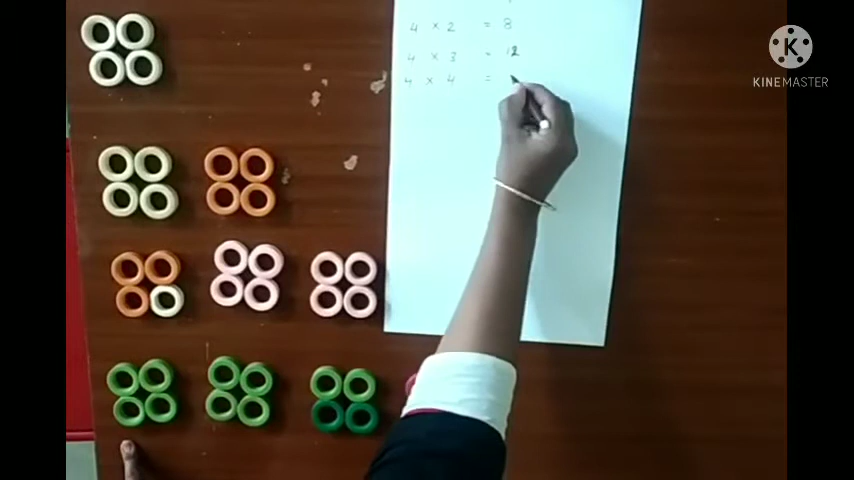 4 × 2 = 8
4 × 3 = 12
4 × 4 =
K
KINEMASTER